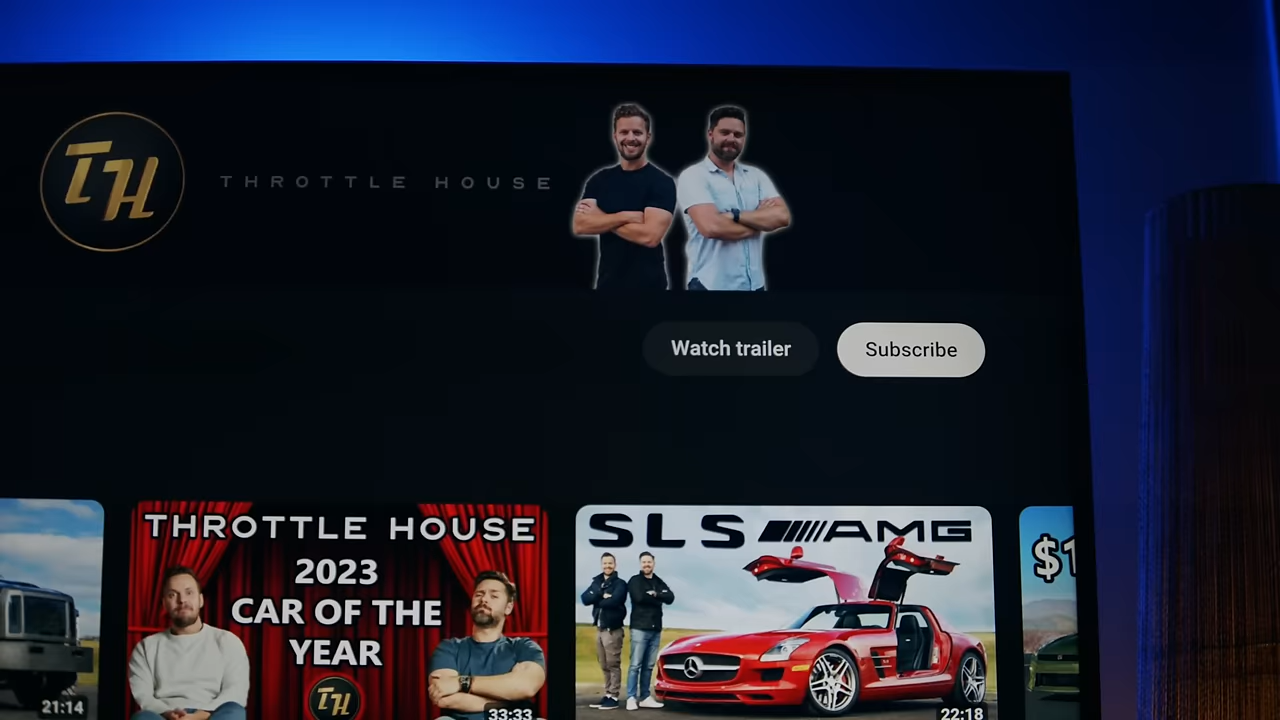 TH
THROTTLE HOUSE
Watch trailer
Subscribe
21:14
THROTTLE HOUSE
2023
CAR OF THE
YEAR
TH
33:33
SLS AMG
22:18
$1